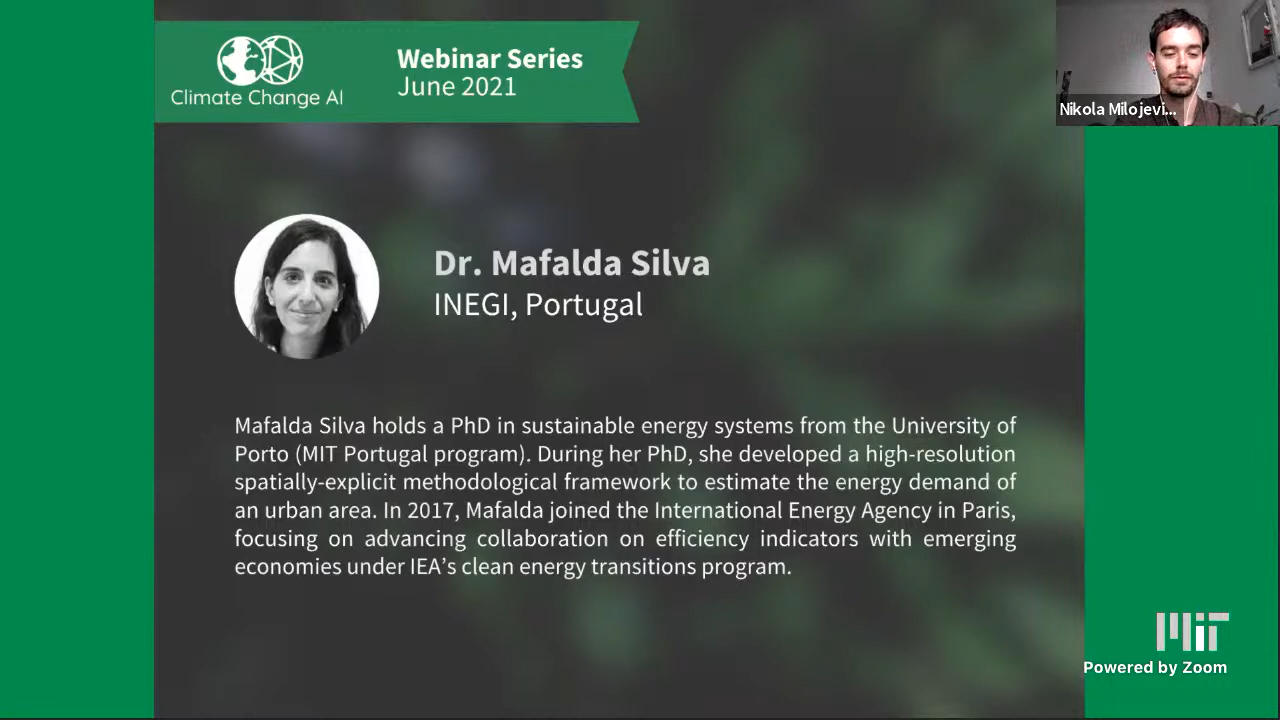 Climate Change AI
Webinar Series
June 2021
Nikola Milojevi...
Dr. Mafalda Silva
INEGI, Portugal
Mafalda Silva holds a PhD in sustainable energy systems from the University of
Porto (MIT Portugal program). During her PhD, she developed a high-resolution
spatially-explicit methodological framework to estimate the energy demand of
an urban area. In 2017, Mafalda joined the International Energy Agency in Paris,
focusing on advancing collaboration on efficiency indicators with emerging
economies under IEA’s clean energy transitions program.
MIT
Powered by Zoom